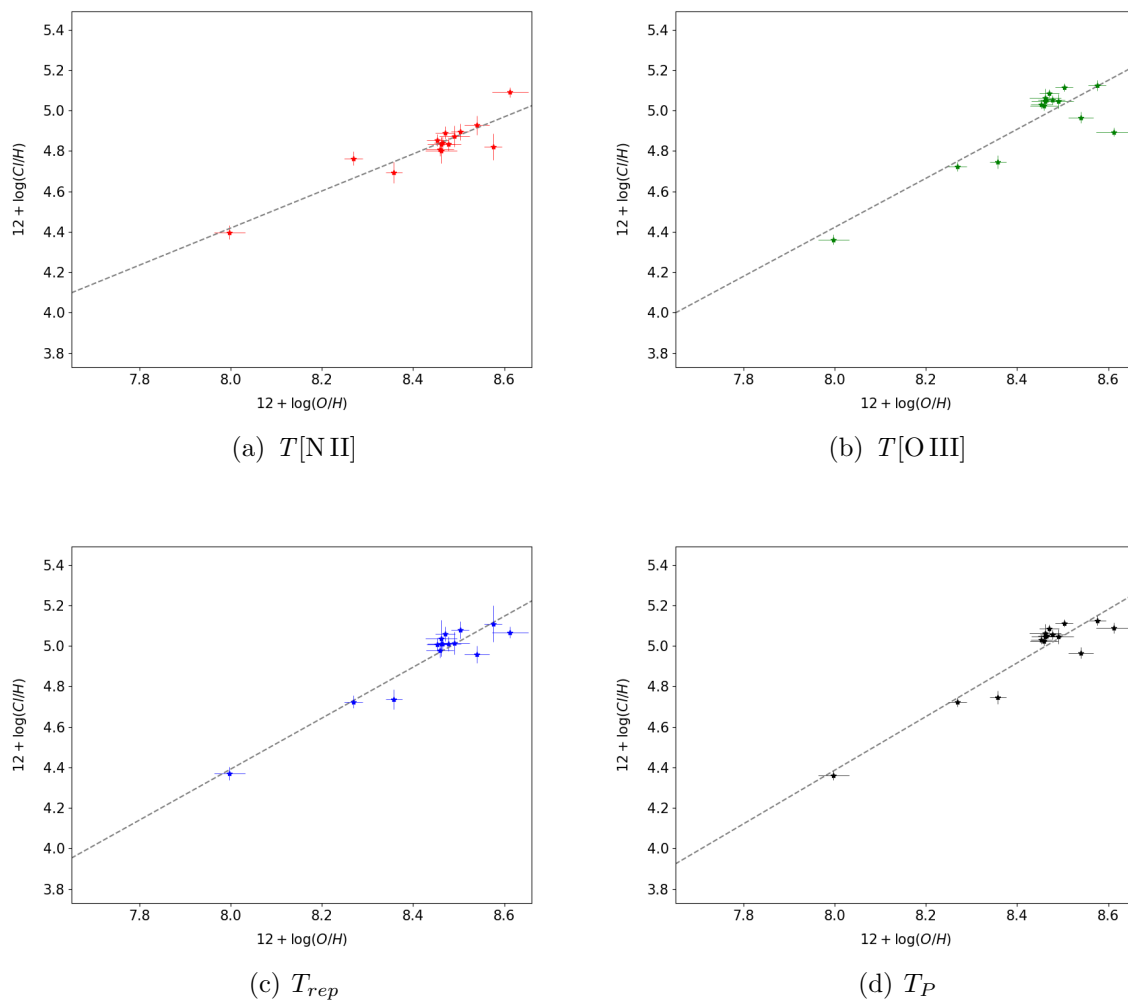 5.4
5.2
5.0
4.8
4.6
4.4
4.2
4.0
3.8
12 + log(Cl/H)
7.8 8.0 8.2 8.4 8.6
12 + log(O/H)
(a) T[N II]
5.4
5.2
5.0
4.8
4.6
4.4
4.2
4.0
3.8
12 + log(Cl/H)
7.8 8.0 8.2 8.4 8.6
12 + log(O/H)
(b) T[O III]
5.4
5.2
5.0
4.8
4.6
4.4
4.2
4.0
3.8
12 + log(Cl/H)
7.8 8.0 8.2 8.4 8.6
12 + log(O/H)
(c) T_rep
5.4
5.2
5.0
4.8
4.6
4.4
4.2
4.0
3.8
12 + log(Cl/H)
7.8 8.0 8.2 8.4 8.6
12 + log(O/H)
(d) T_P